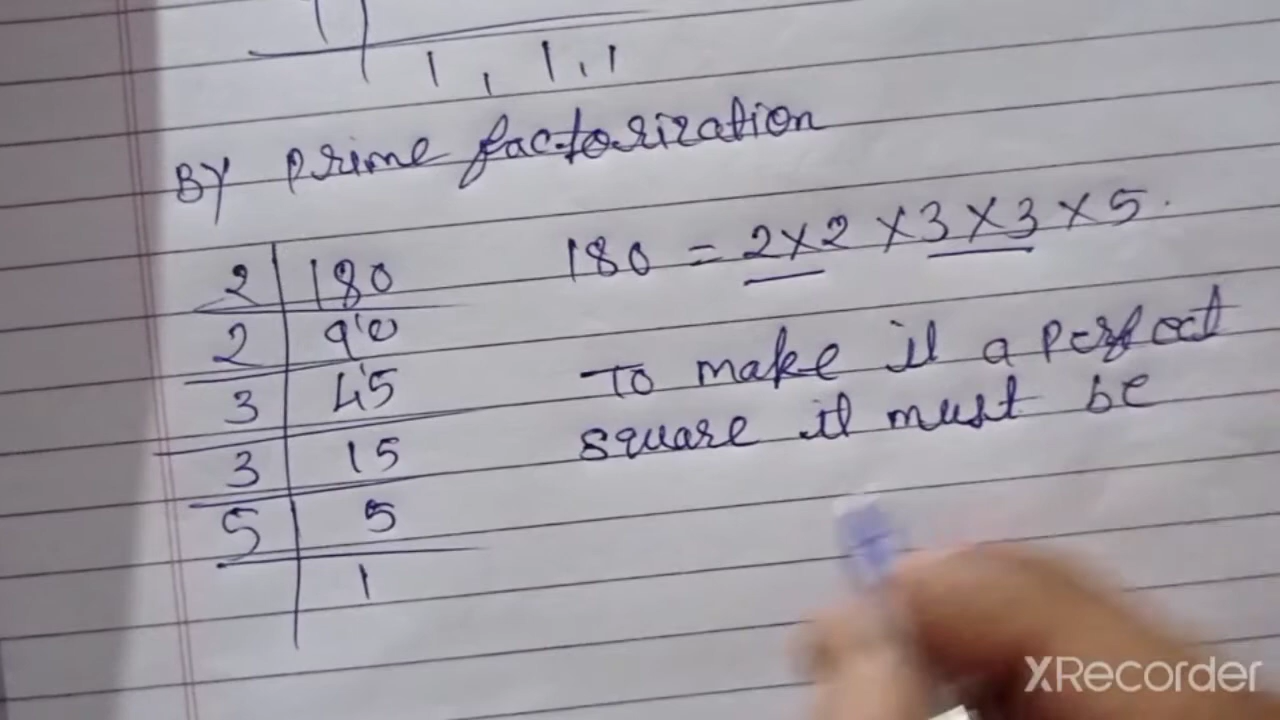 1 , 1, 1
By prime factorization
180 = 2×2 ×3×3×5.
2 | 180
2 | 90
3 | 45
3 | 15
5 | 5
1
To make it a perfect
square it must be
XRecorder